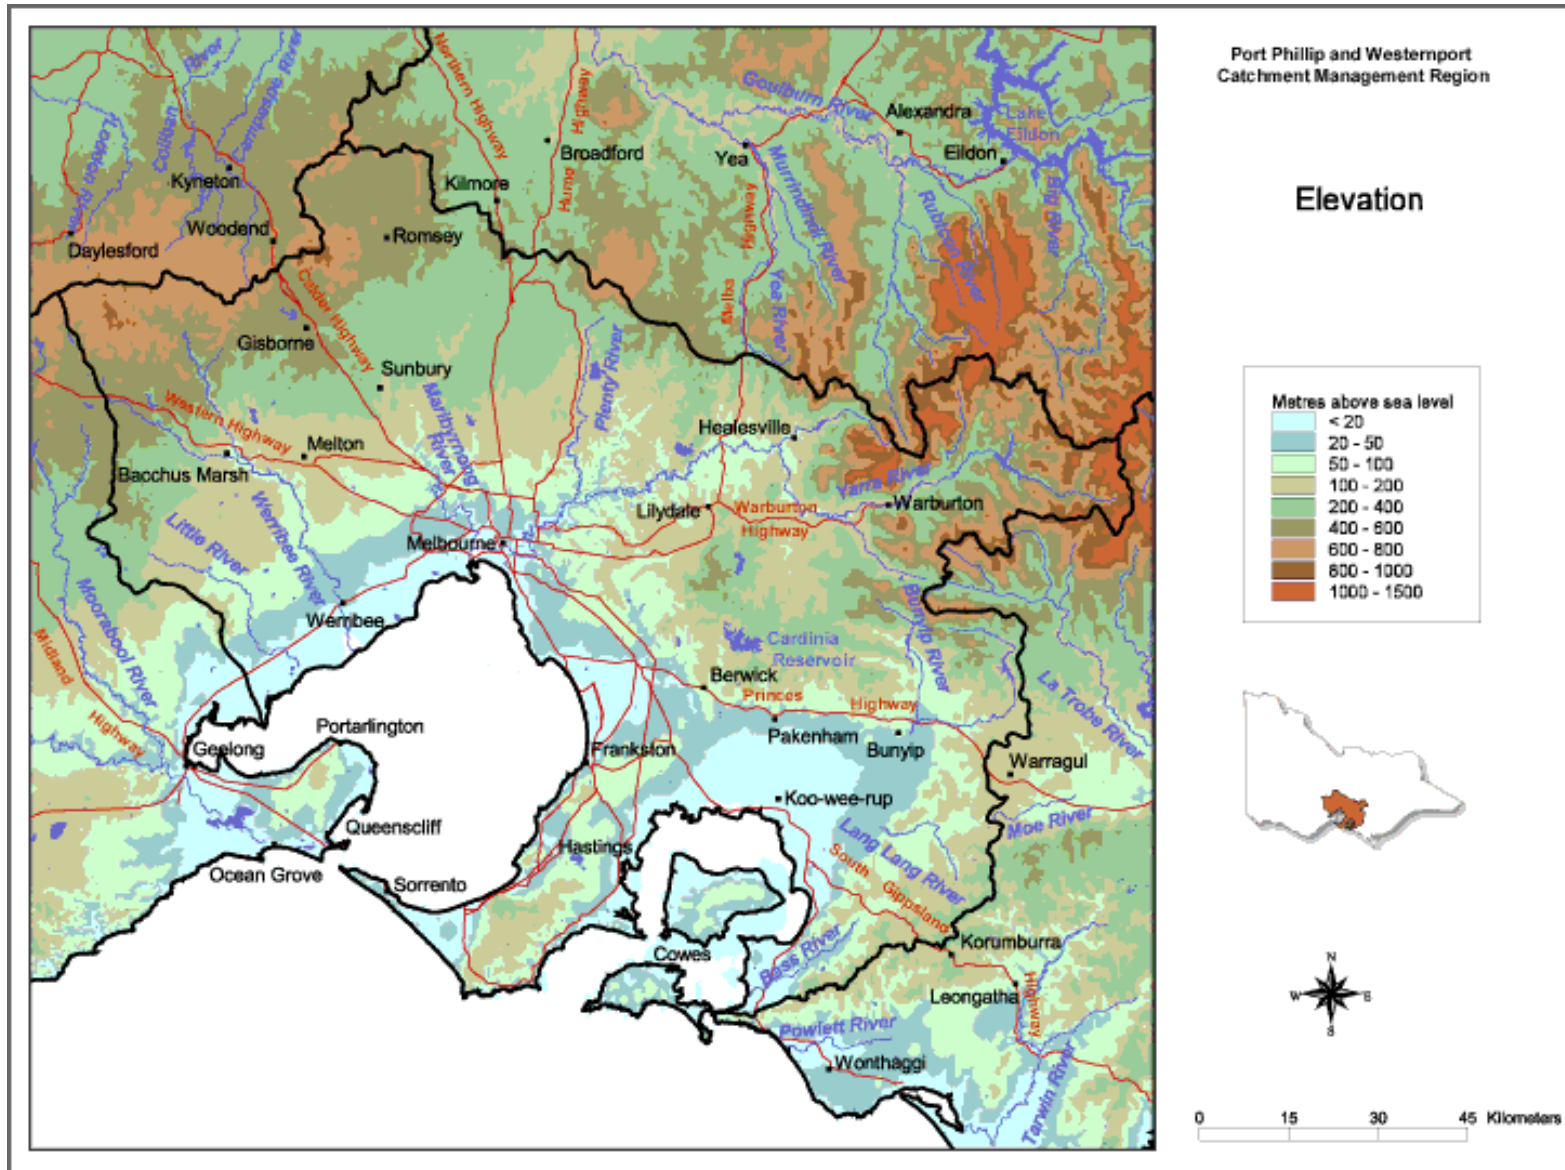 Port Phillip and Westernport
Catchment Management Region
Elevation
Metres above sea level
< 20
20 - 50
50 - 100
100 - 200
200 - 400
400 - 600
600 - 800
800 - 1000
1000 - 1500
N
W
E
S
0 15 30 45 Kilometers
Loddon River
Coliban River
Campaspe River
Northern Highway
Hume Highway
Goulburn River
Alexandra
Lake
Eildon
Eildon
Broadford
Yea
Murrindindi River
Kyneton
Kilmore
Big River
Rubicon River
Woodend
Romsey
Daylesford
Melba Highway
Yea River
Calder Highway
Gisborne
Sunbury
Plenty River
Maribyrnong
River
Western Highway
Melton
Bacchus Marsh
Healesville
Yarra River
Warburton
Lilydale
Warburton
Highway
Little River
Werribee River
Melbourne
Moorabool River
Werribee
Bunyip River
Cardinia
Reservoir
Midland
Highway
Berwick
Princes
Highway
La Trobe River
Portarlington
Geelong
Frankston
Pakenham
Bunyip
Warragul
Koo-wee-rup
Moe River
Queenscliff
Hastings
Lang Lang River
South Gippsland
Highway
Ocean Grove
Sorrento
Cowes
Bass River
Korumburra
Leongatha
Powlett River
Wonthaggi
Tarwin River